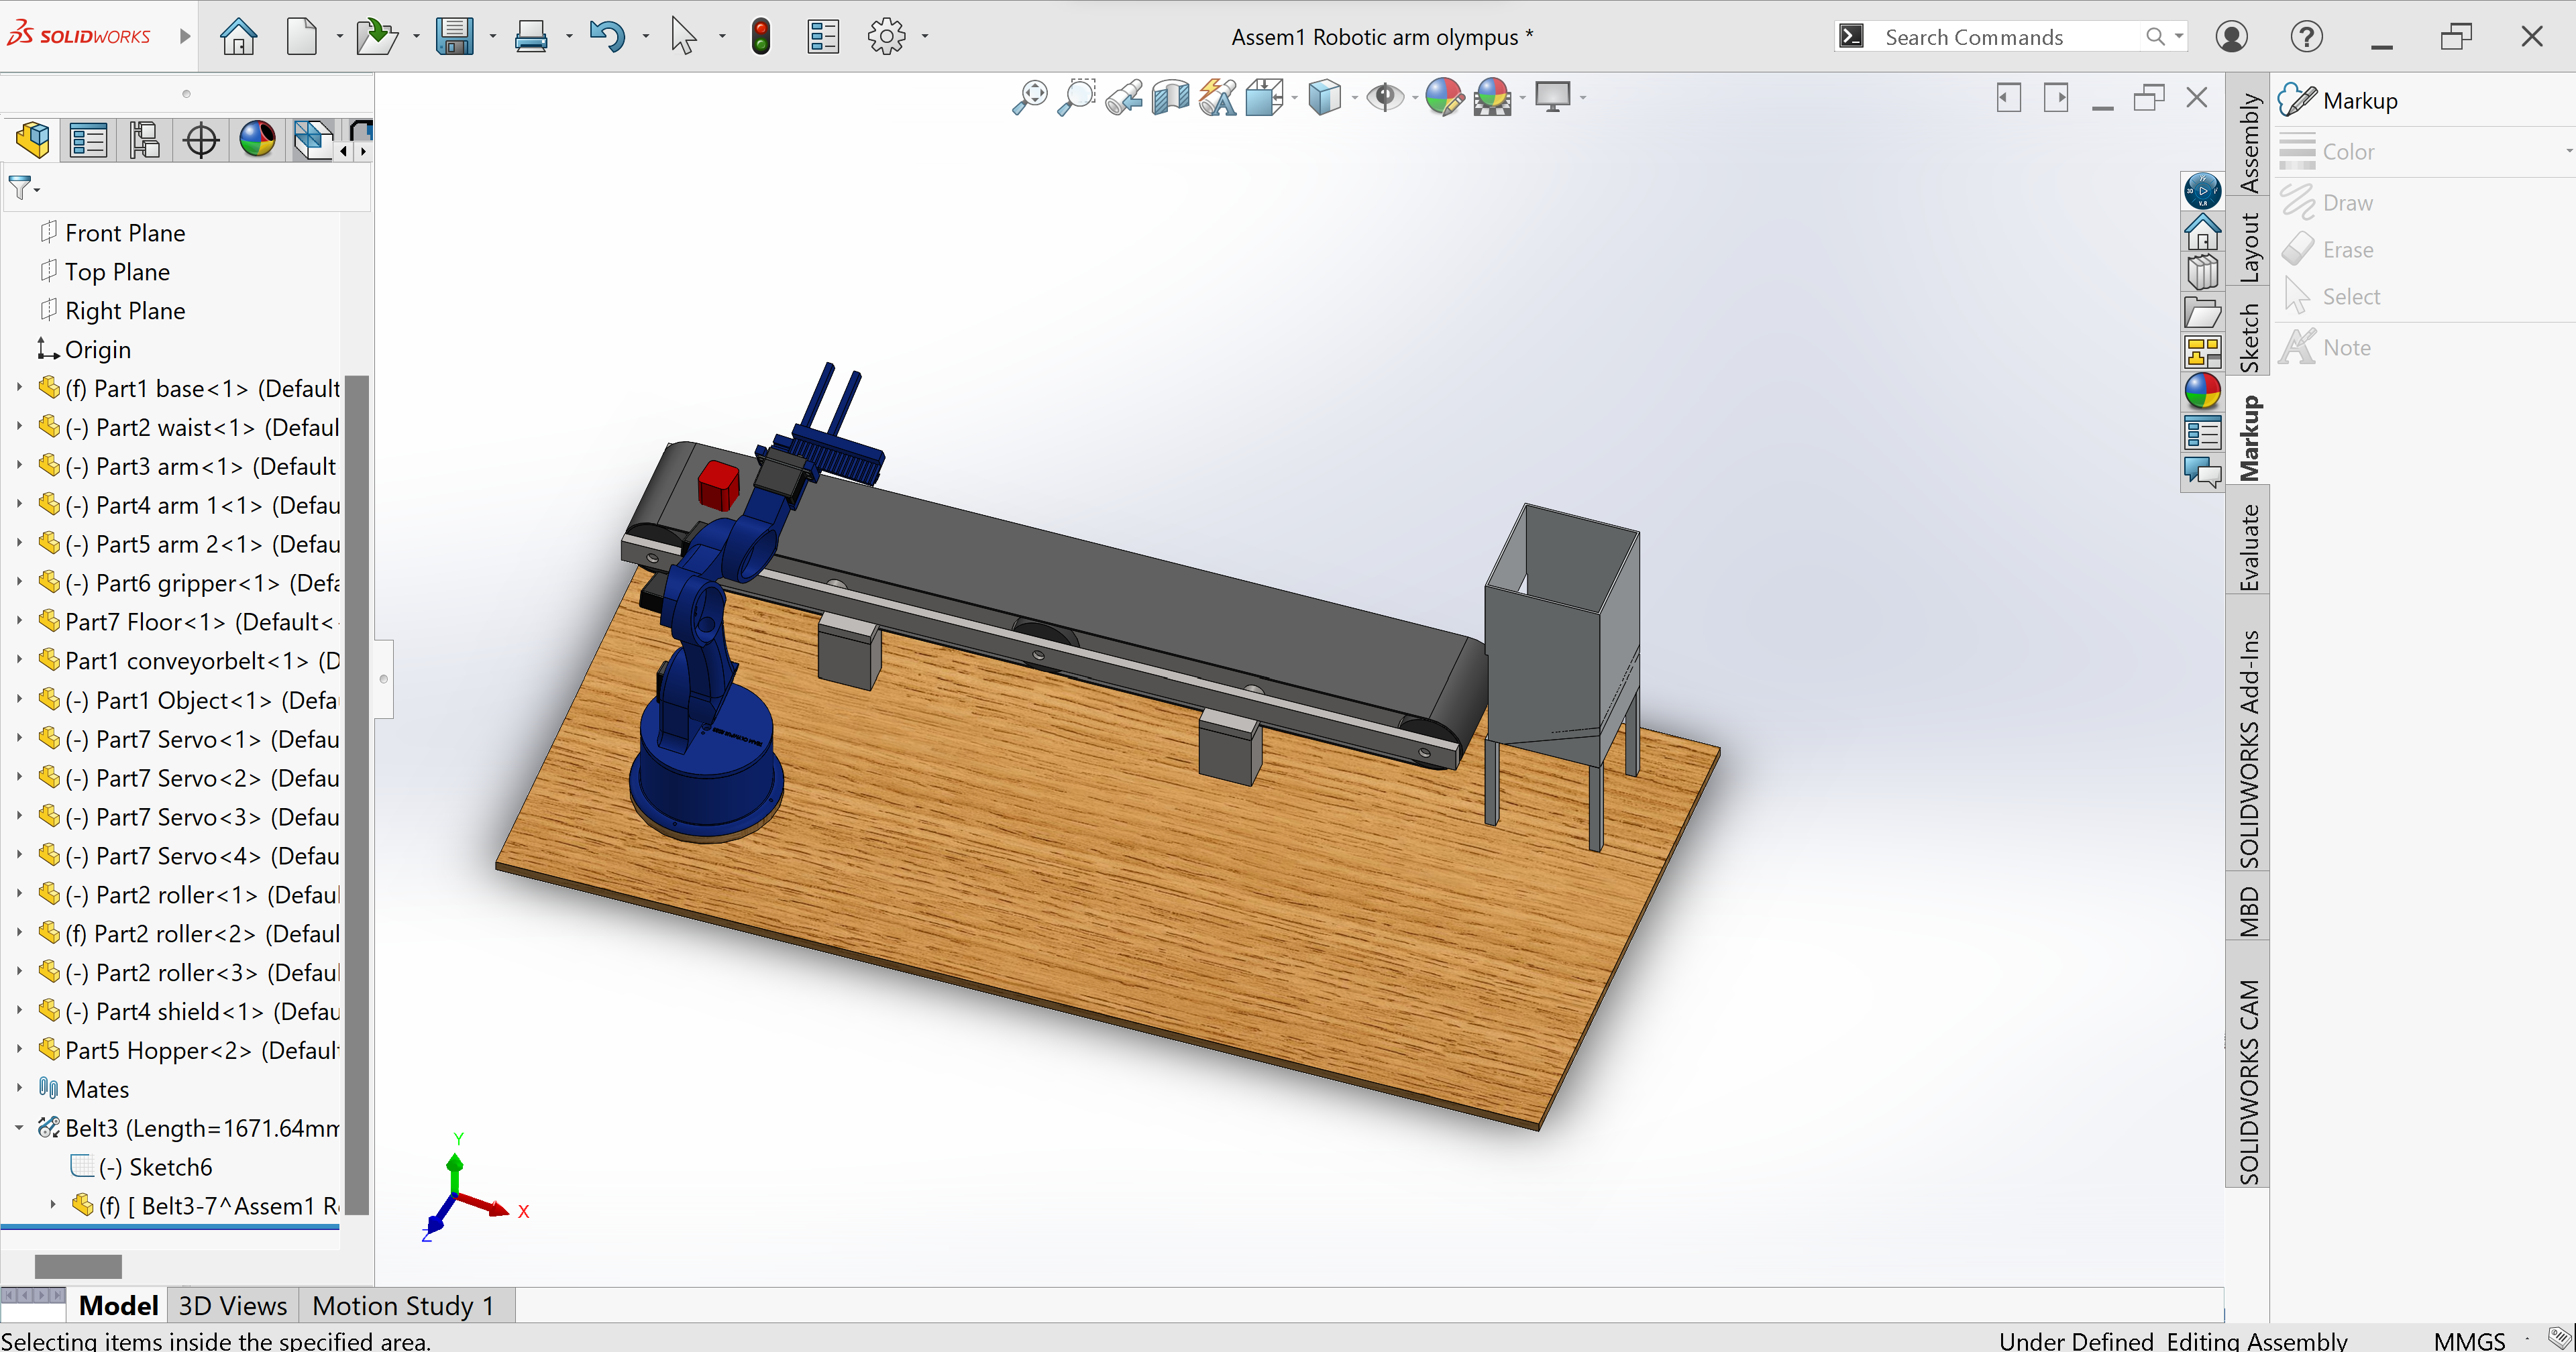 SOLIDWORKS
Assem1 Robotic arm olympus *
Search Commands
Front Plane
Top Plane
Right Plane
Origin
(f) Part1 base<1> (Default
(-) Part2 waist<1> (Defaul
(-) Part3 arm<1> (Default
(-) Part4 arm 1<1> (Defau
(-) Part5 arm 2<1> (Defau
(-) Part6 gripper<1> (Defa
Part7 Floor<1> (Default<
Part1 conveyorbelt<1> (D
(-) Part1 Object<1> (Defa
(-) Part7 Servo<1> (Defau
(-) Part7 Servo<2> (Defau
(-) Part7 Servo<3> (Defau
(-) Part7 Servo<4> (Defau
(-) Part2 roller<1> (Defaul
(f) Part2 roller<2> (Defaul
(-) Part2 roller<3> (Defaul
(-) Part4 shield<1> (Defau
Part5 Hopper<2> (Default
Mates
Belt3 (Length=1671.64mm
(-) Sketch6
(f) [ Belt3-7^Assem1 R
Y
X
Z
Assembly
Layout
Sketch
Markup
Evaluate
SOLIDWORKS Add-Ins
MBD
SOLIDWORKS CAM
Markup
Color
Draw
Erase
Select
Note
Model
3D Views
Motion Study 1
Selecting items inside the specified area.
Under Defined
Editing Assembly
MMGS